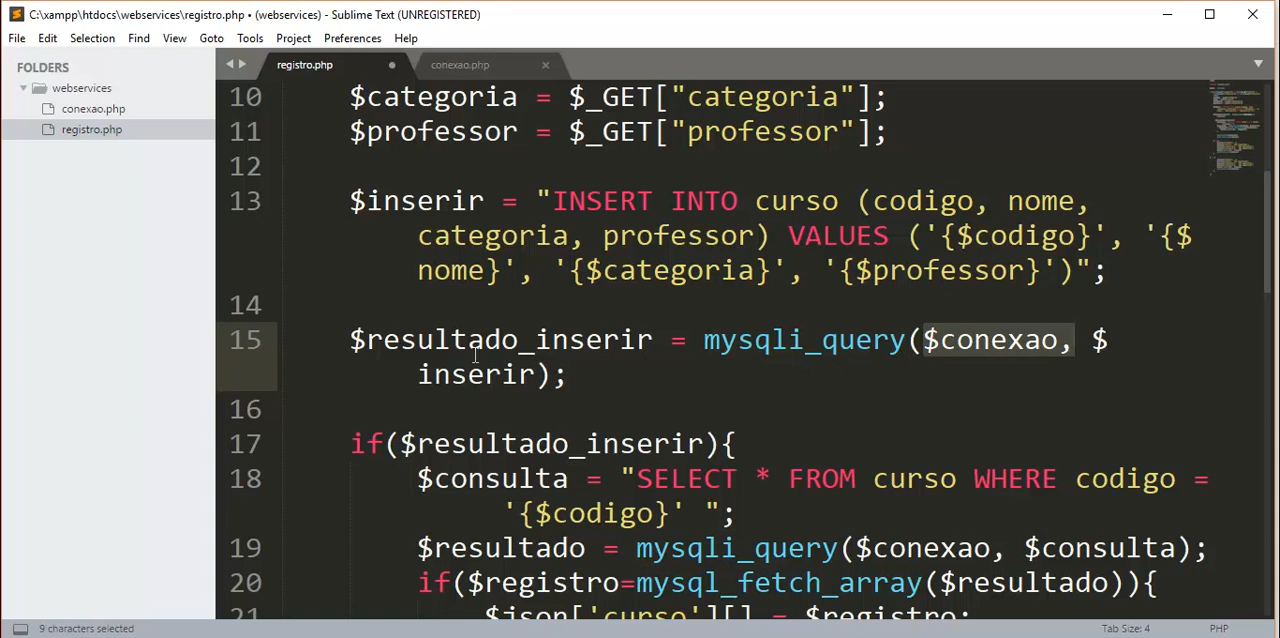 C:\xampp\htdocs\webservices\registro.php • (webservices) - Sublime Text (UNREGISTERED)
File Edit Selection Find View Goto Tools Project Preferences Help
FOLDERS
webservices
conexao.php
registro.php
registro.php conexao.php
10 $categoria = $_GET["categoria"];
11 $professor = $_GET["professor"];
12
13 $inserir = "INSERT INTO curso (codigo, nome,
categoria, professor) VALUES ('{$codigo}', '{$
nome}', '{$categoria}', '{$professor}')";
14
15 $resultado_inserir = mysqli_query($conexao, $
inserir);
16
17 if($resultado_inserir){
18 $consulta = "SELECT * FROM curso WHERE codigo =
'{$codigo}' ";
19 $resultado = mysqli_query($conexao, $consulta);
20 if($registro=mysql_fetch_array($resultado)){
21 $json['curso'][] = $registro;
9 characters selected Tab Size: 4 PHP